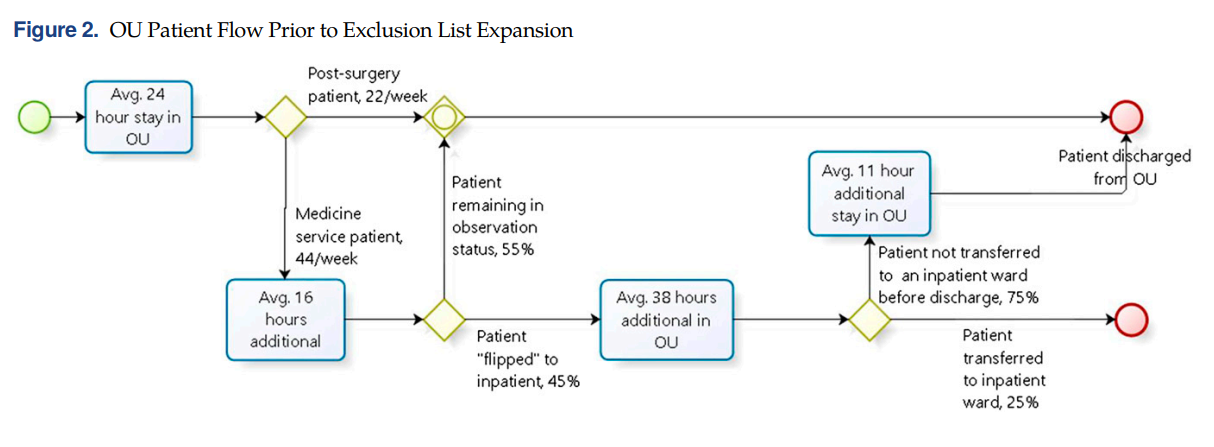 Figure 2. OU Patient Flow Prior to Exclusion List Expansion
Avg. 24
hour stay in
OU
Post-surgery
patient, 22/week
Medicine
service patient,
44/week
Avg. 16
hours
additional
Patient
remaining in
observation
status, 55%
Patient
"flipped" to
inpatient, 45%
Avg. 38 hours
additional in
OU
Avg. 11 hour
additional
stay in OU
Patient discharged
from OU
Patient not transferred
to an inpatient ward
before discharge, 75%
Patient
transferred
to inpatient
ward, 25%